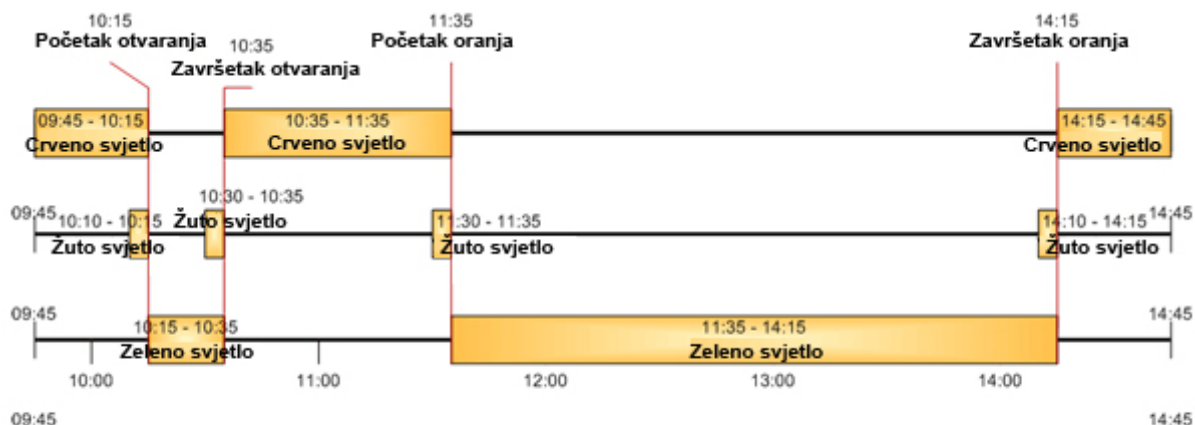 10:15
Početak otvaranja
10:35
Završetak otvaranja
11:35
Početak oranja
14:15
Završetak oranja
09:45 - 10:15
Crveno svjetlo
10:35 - 11:35
Crveno svjetlo
14:15 - 14:45
Crveno svjetlo
09:45
10:10 - 10:15
Žuto svjetlo
10:30 - 10:35
Žuto svjetlo
11:30 - 11:35
Žuto svjetlo
14:10 - 14:15
Žuto svjetlo
14:45
09:45
10:15 - 10:35
Zeleno svjetlo
11:35 - 14:15
Zeleno svjetlo
14:45
10:00
11:00
12:00
13:00
14:00
09:45
14:45